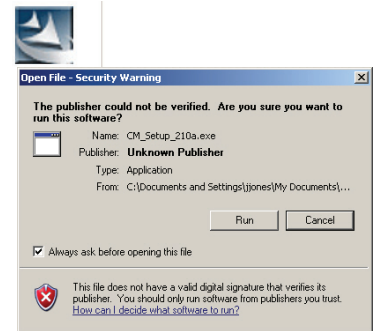 Open File - Security Warning
The publisher could not be verified.  Are you sure you want to
run this software?
Name: CM_Setup_210a.exe
Publisher: Unknown Publisher
Type: Application
From: C:\Documents and Settings\jjones\My Documents\...
Run Cancel
Always ask before opening this file
This file does not have a valid digital signature that verifies its
publisher.  You should only run software from publishers you trust.
How can I decide what software to run?